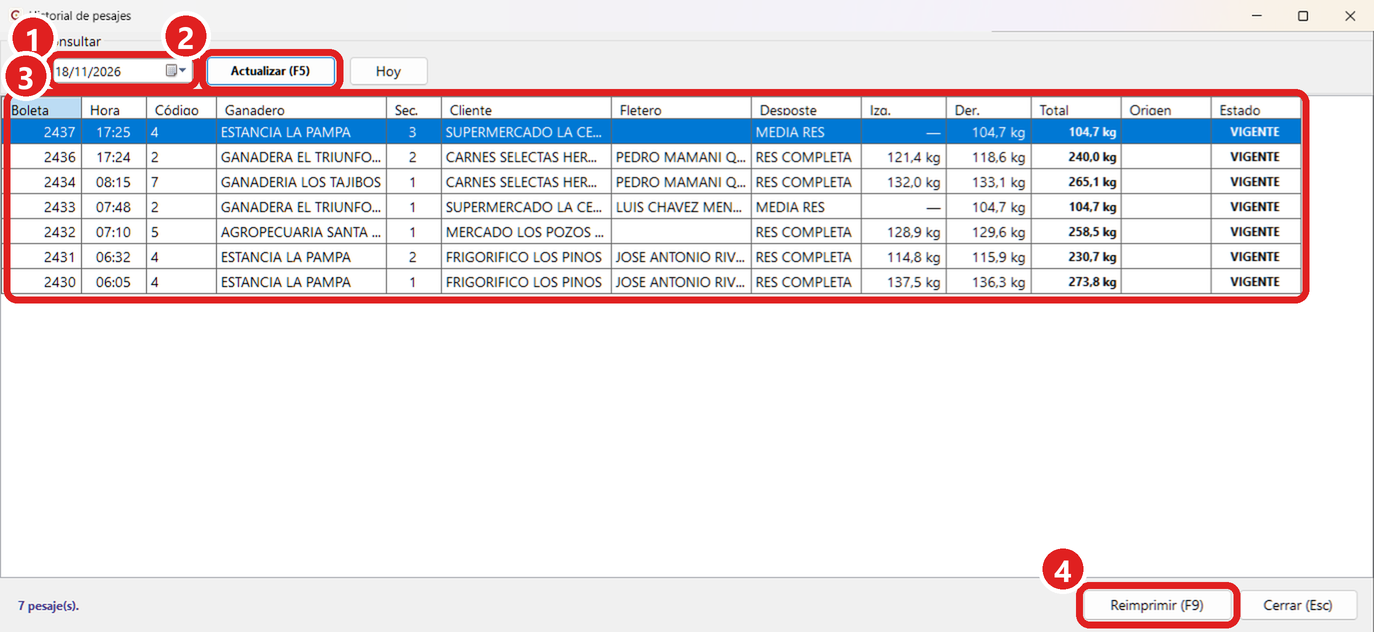 Historial de pesajes
1
2
3
18/11/2026
Actualizar (F5)
Hoy
Boleta Hora Código Ganadero Sec. Cliente Fletero Desposte Izq. Der. Total Origen Estado
2437 17:25 4 ESTANCIA LA PAMPA 3 SUPERMERCADO LA CE... MEDIA RES — 104,7 kg 104,7 kg VIGENTE
2436 17:24 2 GANADERA EL TRIUNFO... 2 CARNES SELECTAS HER... PEDRO MAMANI Q... RES COMPLETA 121,4 kg 118,6 kg 240,0 kg VIGENTE
2434 08:15 7 GANADERIA LOS TAJIBOS 1 CARNES SELECTAS HER... PEDRO MAMANI Q... RES COMPLETA 132,0 kg 133,1 kg 265,1 kg VIGENTE
2433 07:48 2 GANADERA EL TRIUNFO... 1 SUPERMERCADO LA CE... LUIS CHAVEZ MEN... MEDIA RES — 104,7 kg 104,7 kg VIGENTE
2432 07:10 5 AGROPECUARIA SANTA ... 1 MERCADO LOS POZOS ... RES COMPLETA 128,9 kg 129,6 kg 258,5 kg VIGENTE
2431 06:32 4 ESTANCIA LA PAMPA 2 FRIGORIFICO LOS PINOS JOSE ANTONIO RIV... RES COMPLETA 114,8 kg 115,9 kg 230,7 kg VIGENTE
2430 06:05 4 ESTANCIA LA PAMPA 1 FRIGORIFICO LOS PINOS JOSE ANTONIO RIV... RES COMPLETA 137,5 kg 136,3 kg 273,8 kg VIGENTE
4
7 pesaje(s).
Reimprimir (F9)
Cerrar (Esc)